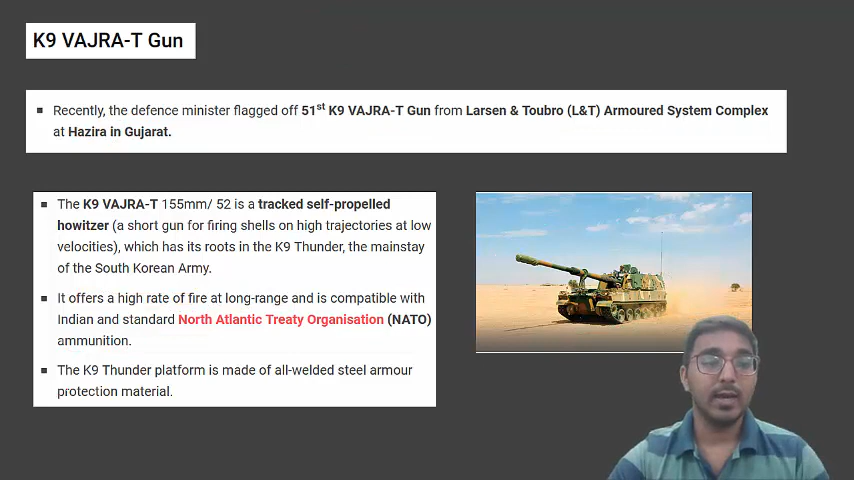 K9 VAJRA-T Gun
▪ Recently, the defence minister flagged off 51st K9 VAJRA-T Gun from Larsen & Toubro (L&T) Armoured System Complex
at Hazira in Gujarat.
▪ The K9 VAJRA-T 155mm/ 52 is a tracked self-propelled
howitzer (a short gun for firing shells on high trajectories at low
velocities), which has its roots in the K9 Thunder, the mainstay
of the South Korean Army.
▪ It offers a high rate of fire at long-range and is compatible with
Indian and standard North Atlantic Treaty Organisation (NATO)
ammunition.
▪ The K9 Thunder platform is made of all-welded steel armour
protection material.